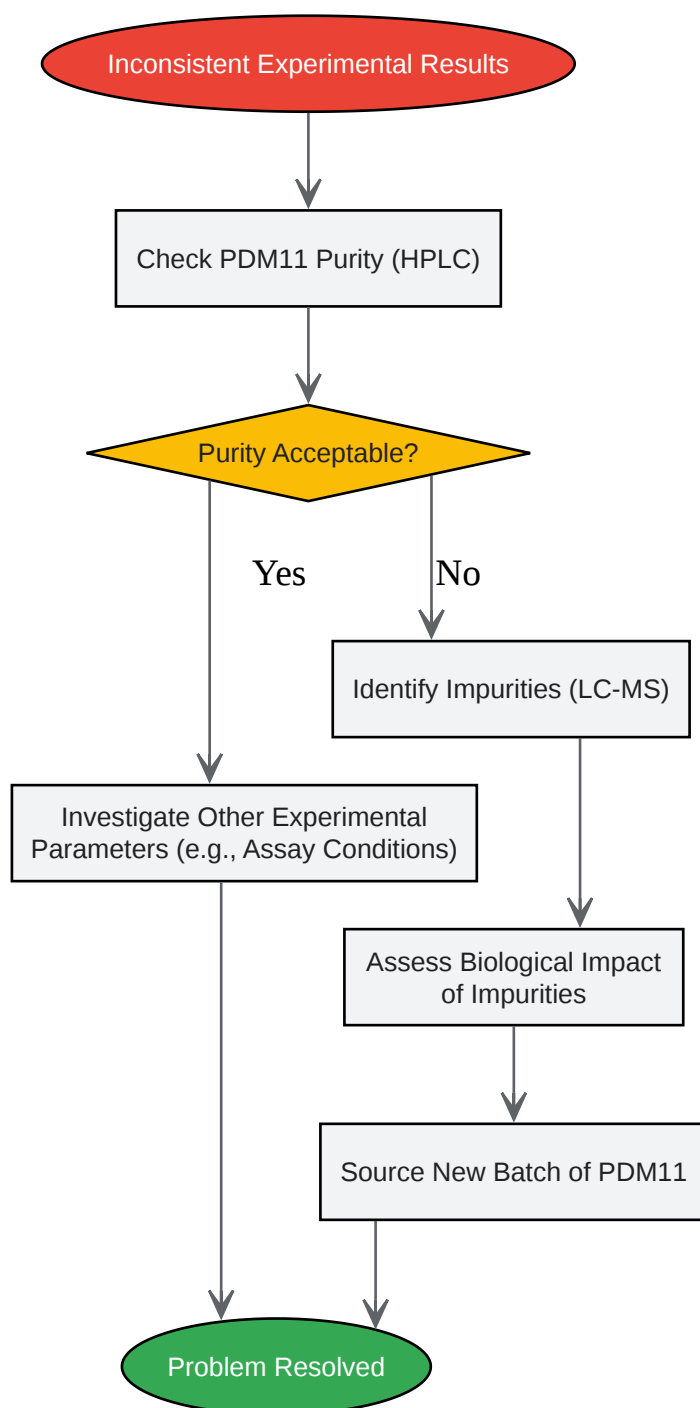 Inconsistent Experimental Results
Check PDM11 Purity (HPLC)
Purity Acceptable?
Yes
No
Identify Impurities (LC-MS)
Investigate Other Experimental
Parameters (e.g., Assay Conditions)
Assess Biological Impact
of Impurities
Source New Batch of PDM11
Problem Resolved